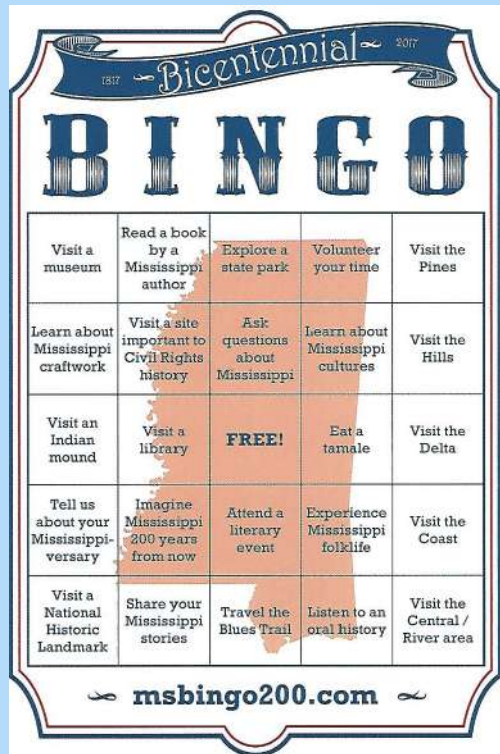 1817 Bicentennial 2017
BINGO
Visit a
museum
Read a book
by a
Mississippi
author
Explore a
state park
Volunteer
your time
Visit the
Pines
Learn about
Mississippi
craftwork
Visit a site
important to
Civil Rights
history
Ask
questions
about
Mississippi
Learn about
Mississippi
cultures
Visit the
Hills
Visit an
Indian
mound
Visit a
library
FREE!
Eat a
tamale
Visit the
Delta
Tell us
about your
Mississippi-
versary
Imagine
Mississippi
200 years
from now
Attend a
literary
event
Experience
Mississippi
folklife
Visit the
Coast
Visit a
National
Historic
Landmark
Share your
Mississippi
stories
Travel the
Blues Trail
Listen to an
oral history
Visit the
Central /
River area
msbingo200.com